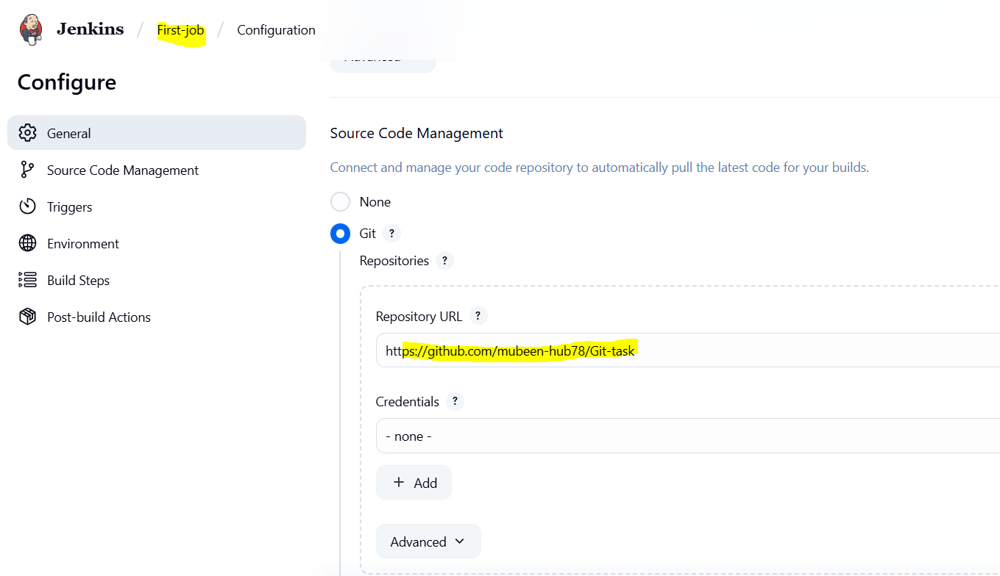 Jenkins / First-job / Configuration
Advanced
Configure
General
Source Code Management
Triggers
Environment
Build Steps
Post-build Actions
Source Code Management
Connect and manage your code repository to automatically pull the latest code for your builds.
None
Git ?
Repositories ?
Repository URL ?
https://github.com/mubeen-hub78/Git-task
Credentials ?
- none -
+ Add
Advanced